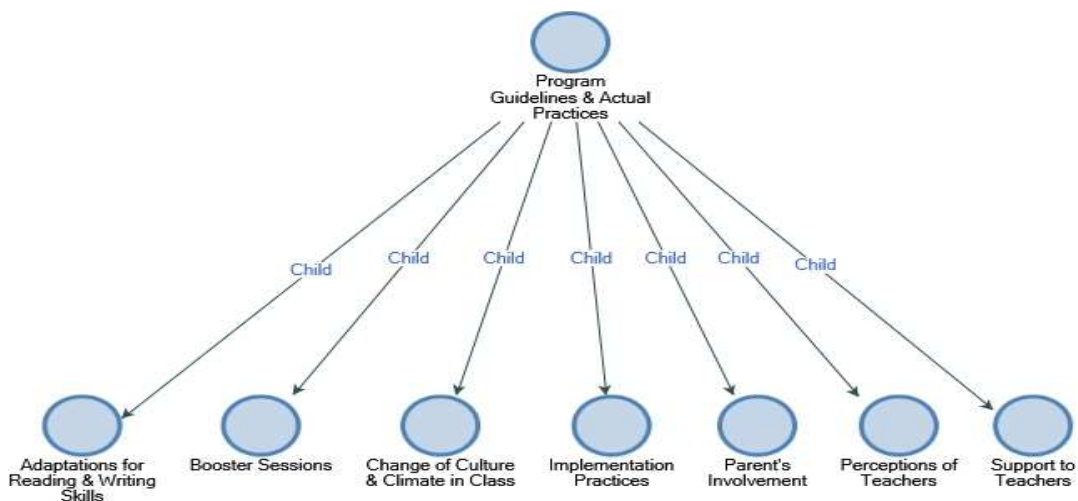 Program
Guidelines & Actual
Practices
Child
Child
Child
Child
Child
Child
Child
Adaptations for
Reading & Writing
Skills
Booster Sessions
Change of Culture
& Climate in Class
Implementation
Practices
Parent's
Involvement
Perceptions of
Teachers
Support to
Teachers